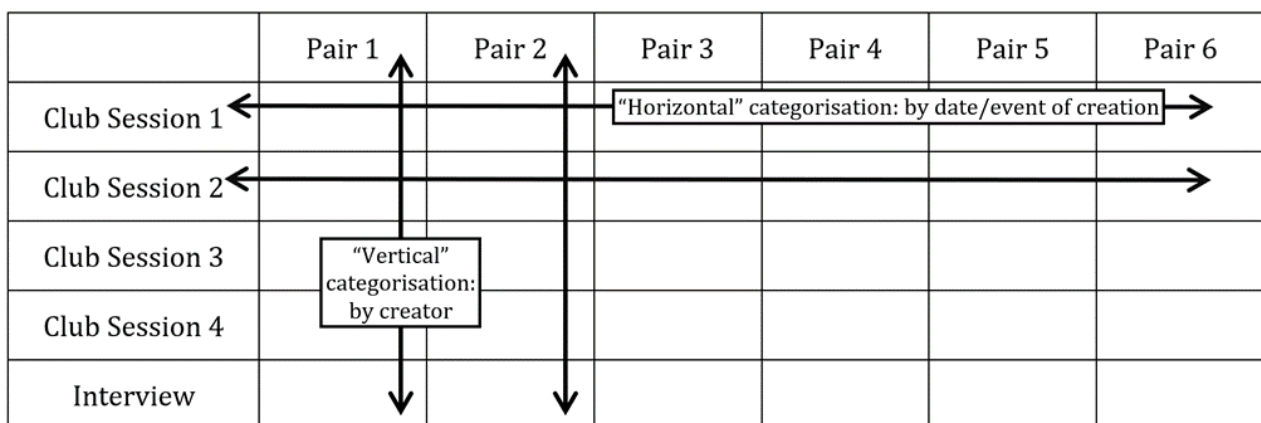 Pair 1 Pair 2 Pair 3 Pair 4 Pair 5 Pair 6
Club Session 1
“Horizontal” categorisation: by date/event of creation
Club Session 2
Club Session 3
“Vertical”
categorisation:
by creator
Club Session 4
Interview